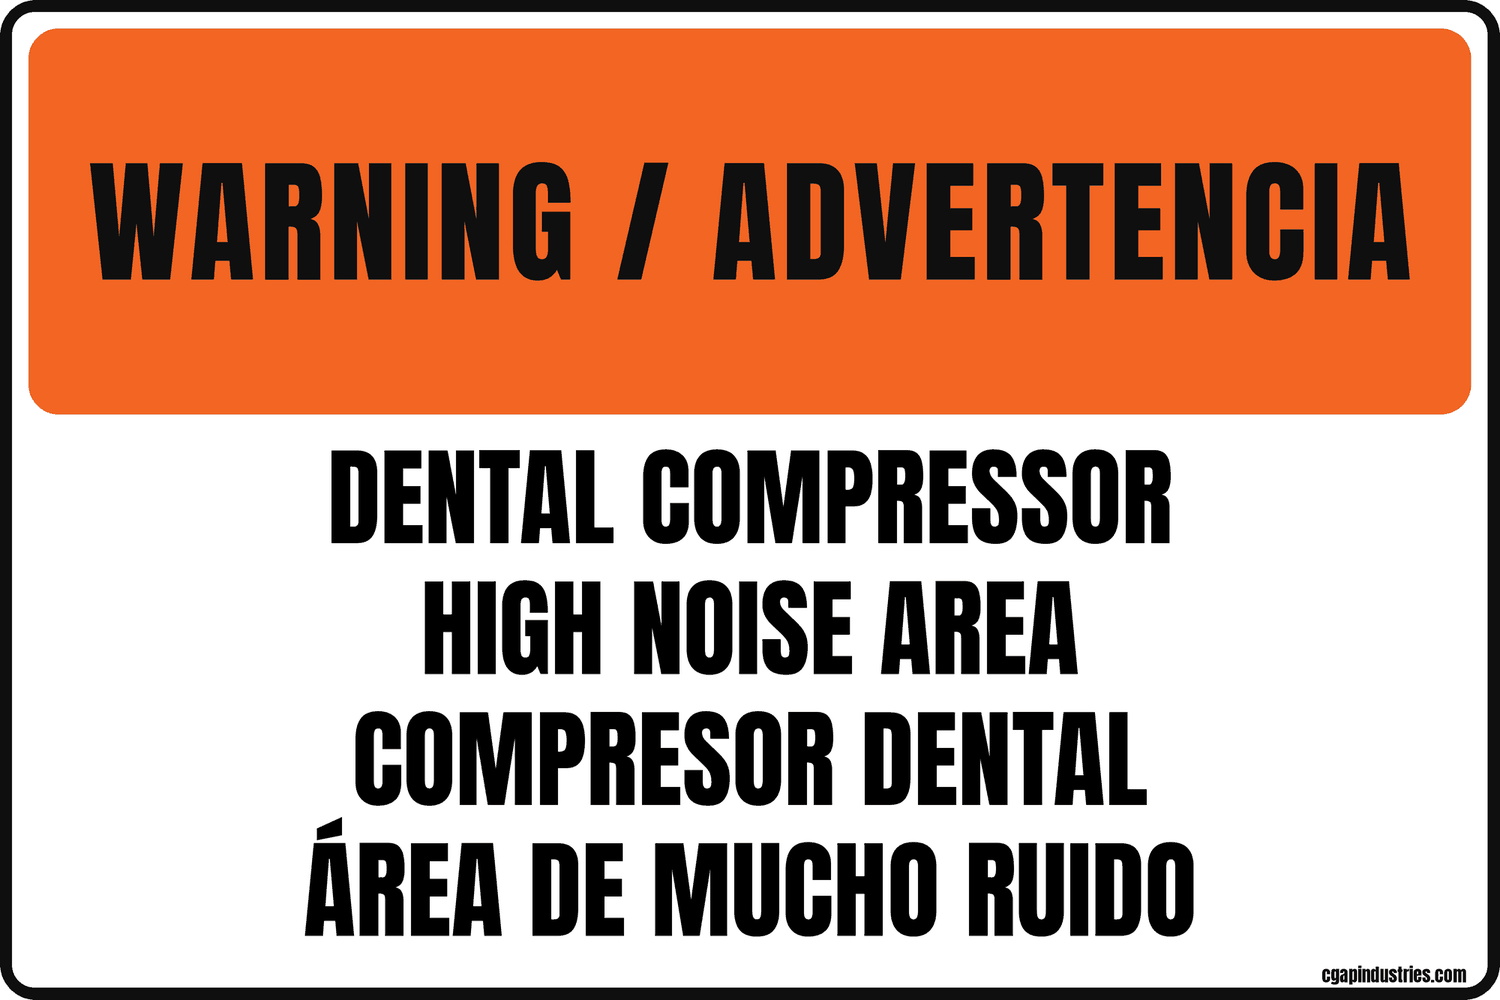 WARNING / ADVERTENCIA
DENTAL COMPRESSOR
HIGH NOISE AREA
COMPRESOR DENTAL
ÁREA DE MUCHO RUIDO
cgapindustries.com